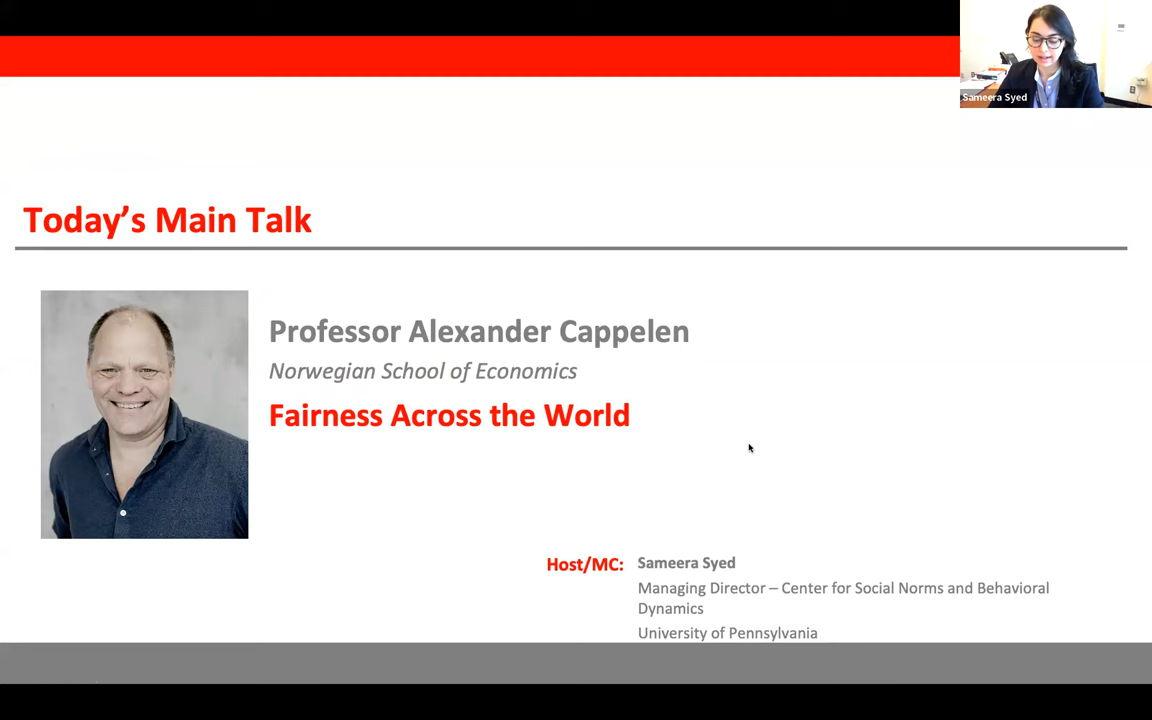 Sameera Syed
Today's Main Talk
Professor Alexander Cappelen
Norwegian School of Economics
Fairness Across the World
Host/MC: Sameera Syed
Managing Director – Center for Social Norms and Behavioral
Dynamics
University of Pennsylvania